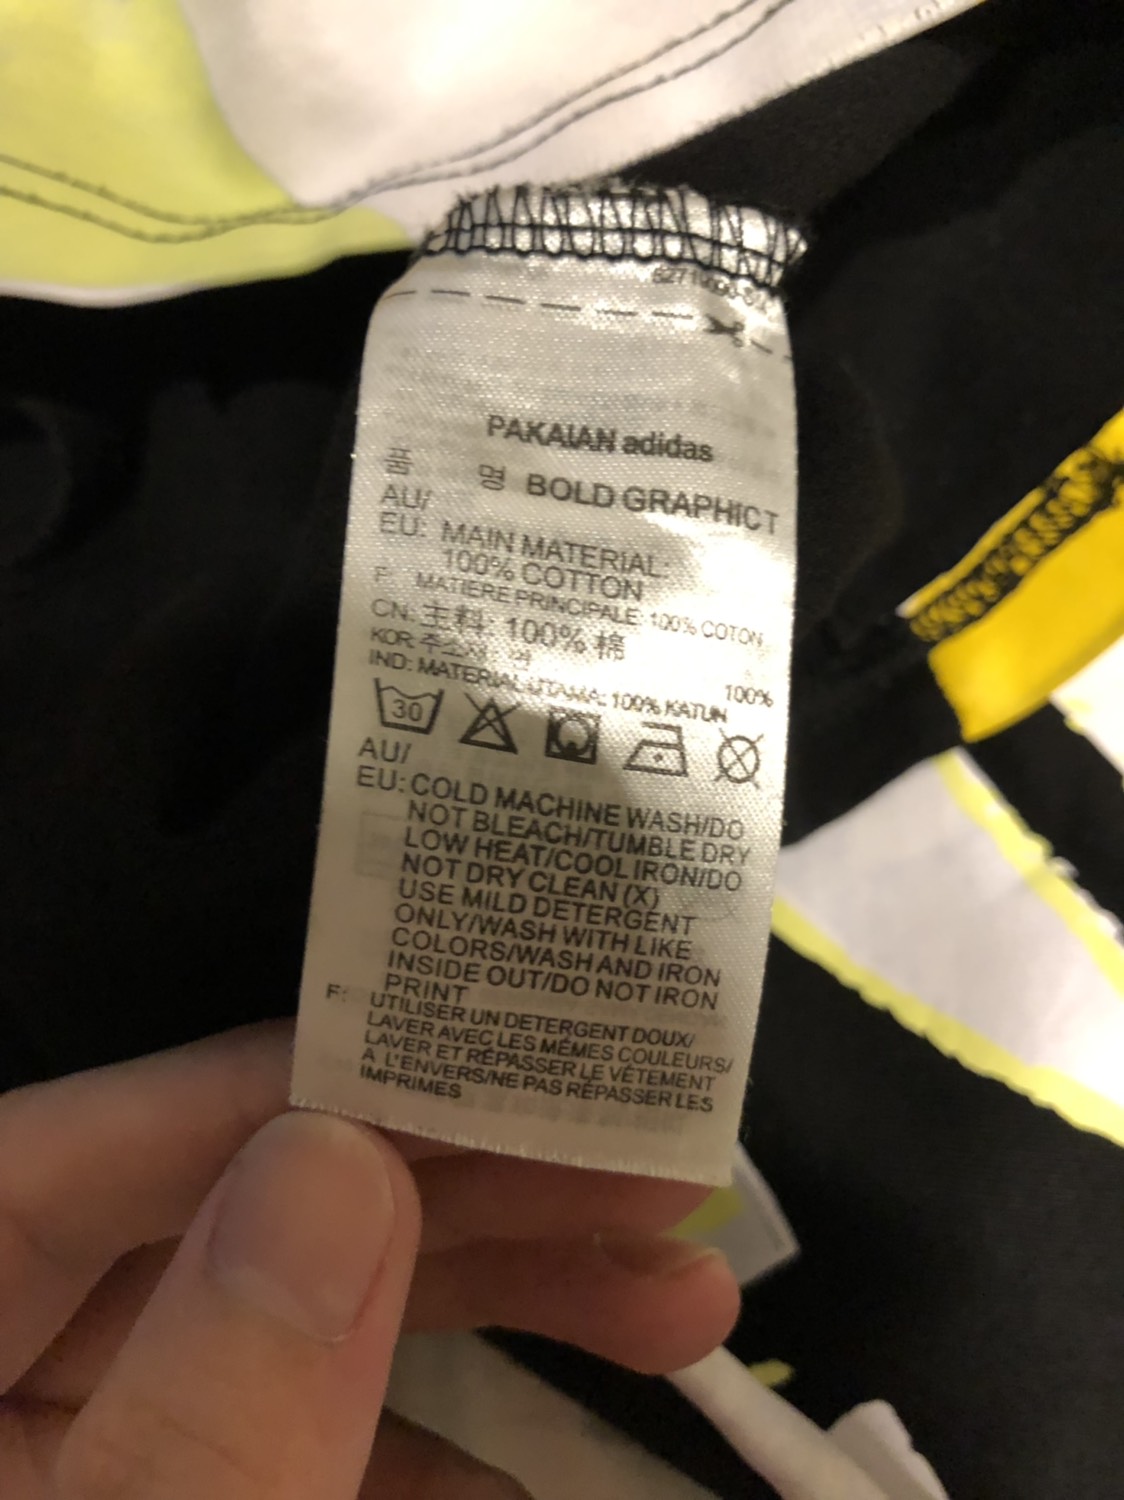 PAKAIAN adidas
품 명 BOLD GRAPHIC T
AU/
EU: MAIN MATERIAL:
100% COTTON
F: MATIERE PRINCIPALE: 100% COTON
CN: 主料: 100% 棉
KOR: 100%
IND: MATERIAL UTAMA: 100% KATUN
30
AU/
EU: COLD MACHINE WASH/DO
NOT BLEACH/TUMBLE DRY
LOW HEAT/COOL IRON/DO
NOT DRY CLEAN (X)
USE MILD DETERGENT
ONLY/WASH WITH LIKE
COLORS/WASH AND IRON
INSIDE OUT/DO NOT IRON
PRINT
F: UTILISER UN DETERGENT DOUX/
LAVER AVEC LES MÊMES COULEURS/
LAVER ET RÉPASSER LE VÊTEMENT
A L'ENVERS/NE PAS RÉPASSER LES
IMPRIMES